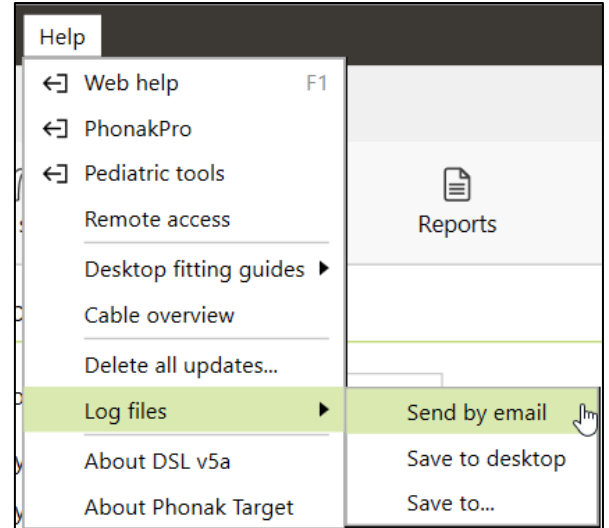 Help
Web help F1
PhonakPro
Pediatric tools
Remote access
Reports
Desktop fitting guides
Cable overview
Delete all updates...
Log files
Send by email
About DSL v5a
Save to desktop
About Phonak Target
Save to...